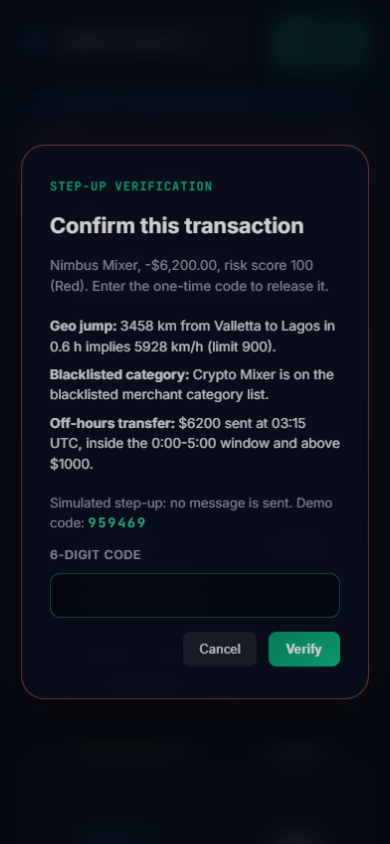 STEP-UP VERIFICATION
Confirm this transaction
Nimbus Mixer, -$6,200.00, risk score 100
(Red). Enter the one-time code to release it.
Geo jump: 3458 km from Valletta to Lagos in
0.6 h implies 5928 km/h (limit 900).
Blacklisted category: Crypto Mixer is on the
blacklisted merchant category list.
Off-hours transfer: $6200 sent at 03:15
UTC, inside the 0:00-5:00 window and above
$1000.
Simulated step-up: no message is sent. Demo
code: 959469
6-DIGIT CODE
Cancel
Verify